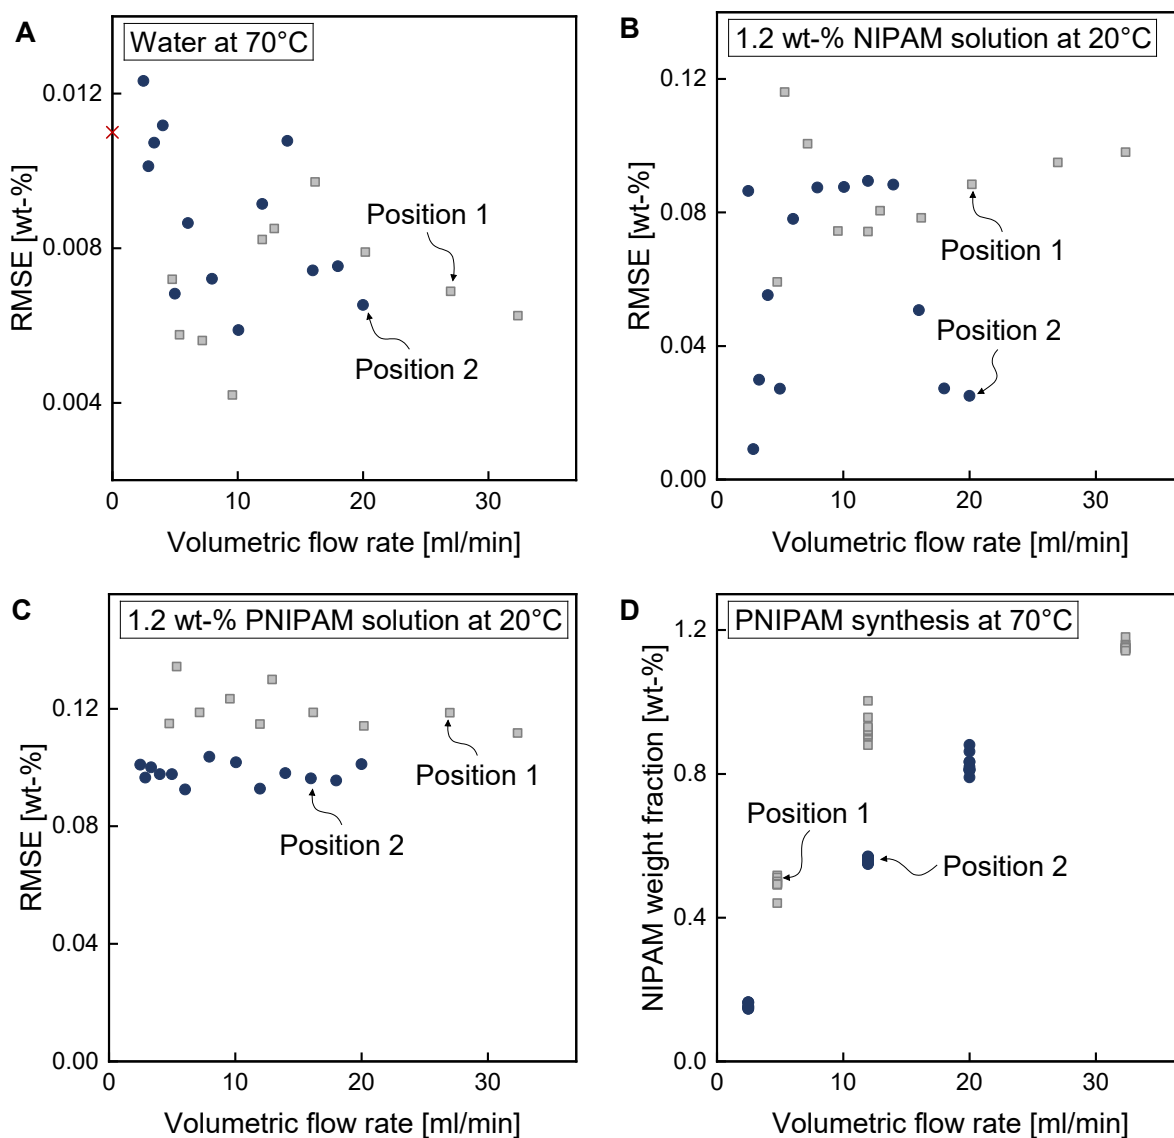 A
Water at 70°C
0.012
0.008
0.004
RMSE [wt-%]
Position 1
Position 2
0
10
20
30
Volumetric flow rate [ml/min]
B
1.2 wt-% NIPAM solution at 20°C
0.12
0.08
0.04
0.00
RMSE [wt-%]
Position 1
Position 2
0
10
20
30
Volumetric flow rate [ml/min]
C
1.2 wt-% PNIPAM solution at 20°C
0.12
0.08
0.04
0.00
RMSE [wt-%]
Position 1
Position 2
0
10
20
30
Volumetric flow rate [ml/min]
D
PNIPAM synthesis at 70°C
1.2
0.8
0.4
0.0
NIPAM weight fraction [wt-%]
Position 1
Position 2
0
10
20
30
Volumetric flow rate [ml/min]